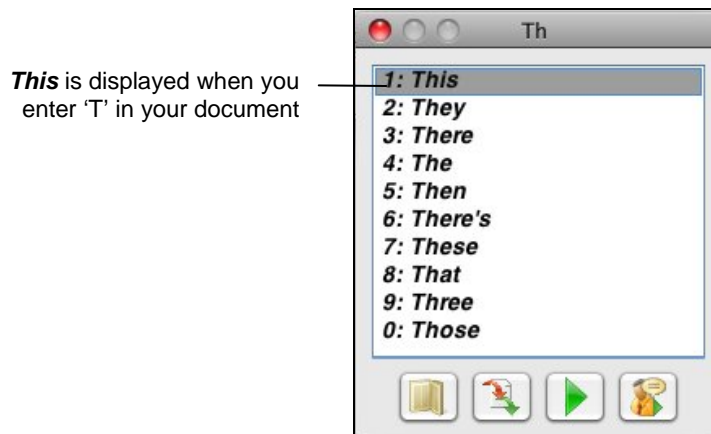 Th
This is displayed when you
enter ‘T’ in your document
1: This
2: They
3: There
4: The
5: Then
6: There's
7: These
8: That
9: Three
0: Those